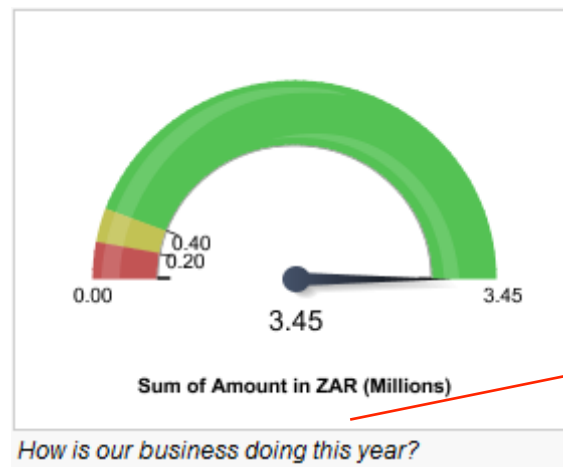 0.40
0.20
0.00
3.45
3.45
Sum of Amount in ZAR (Millions)
How is our business doing this year?